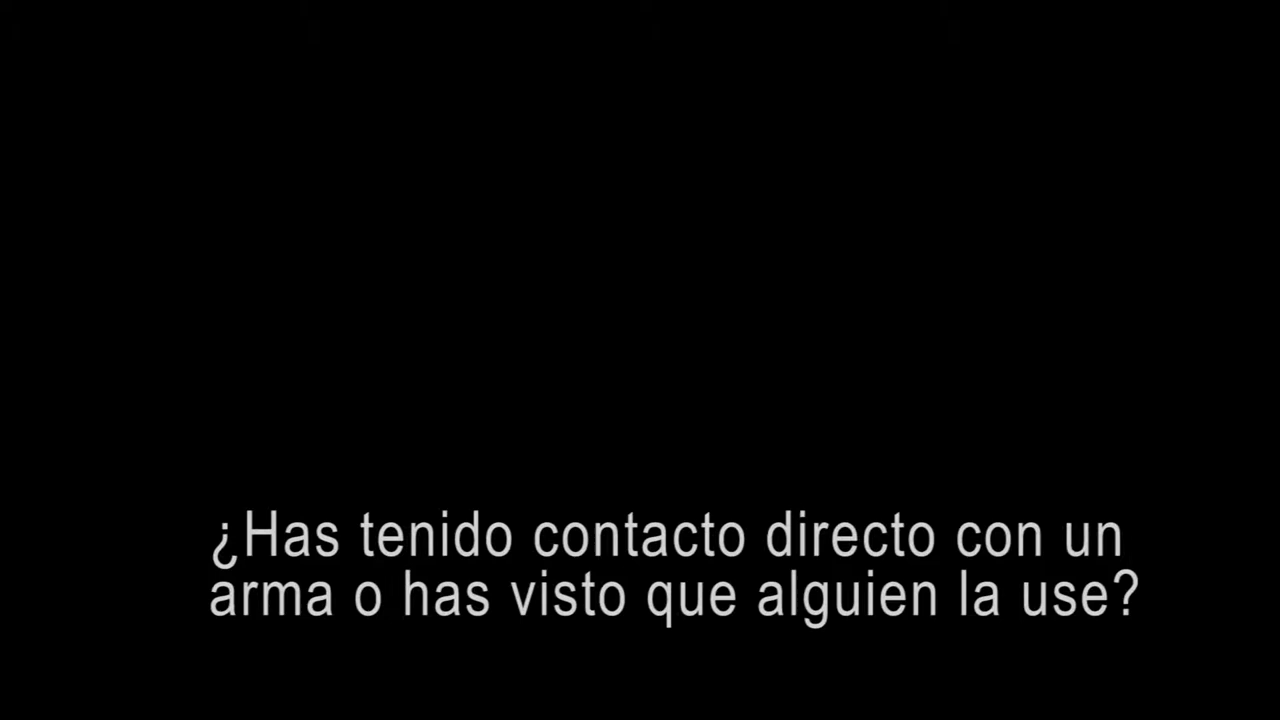 ¿Has tenido contacto directo con un
arma o has visto que alguien la use?